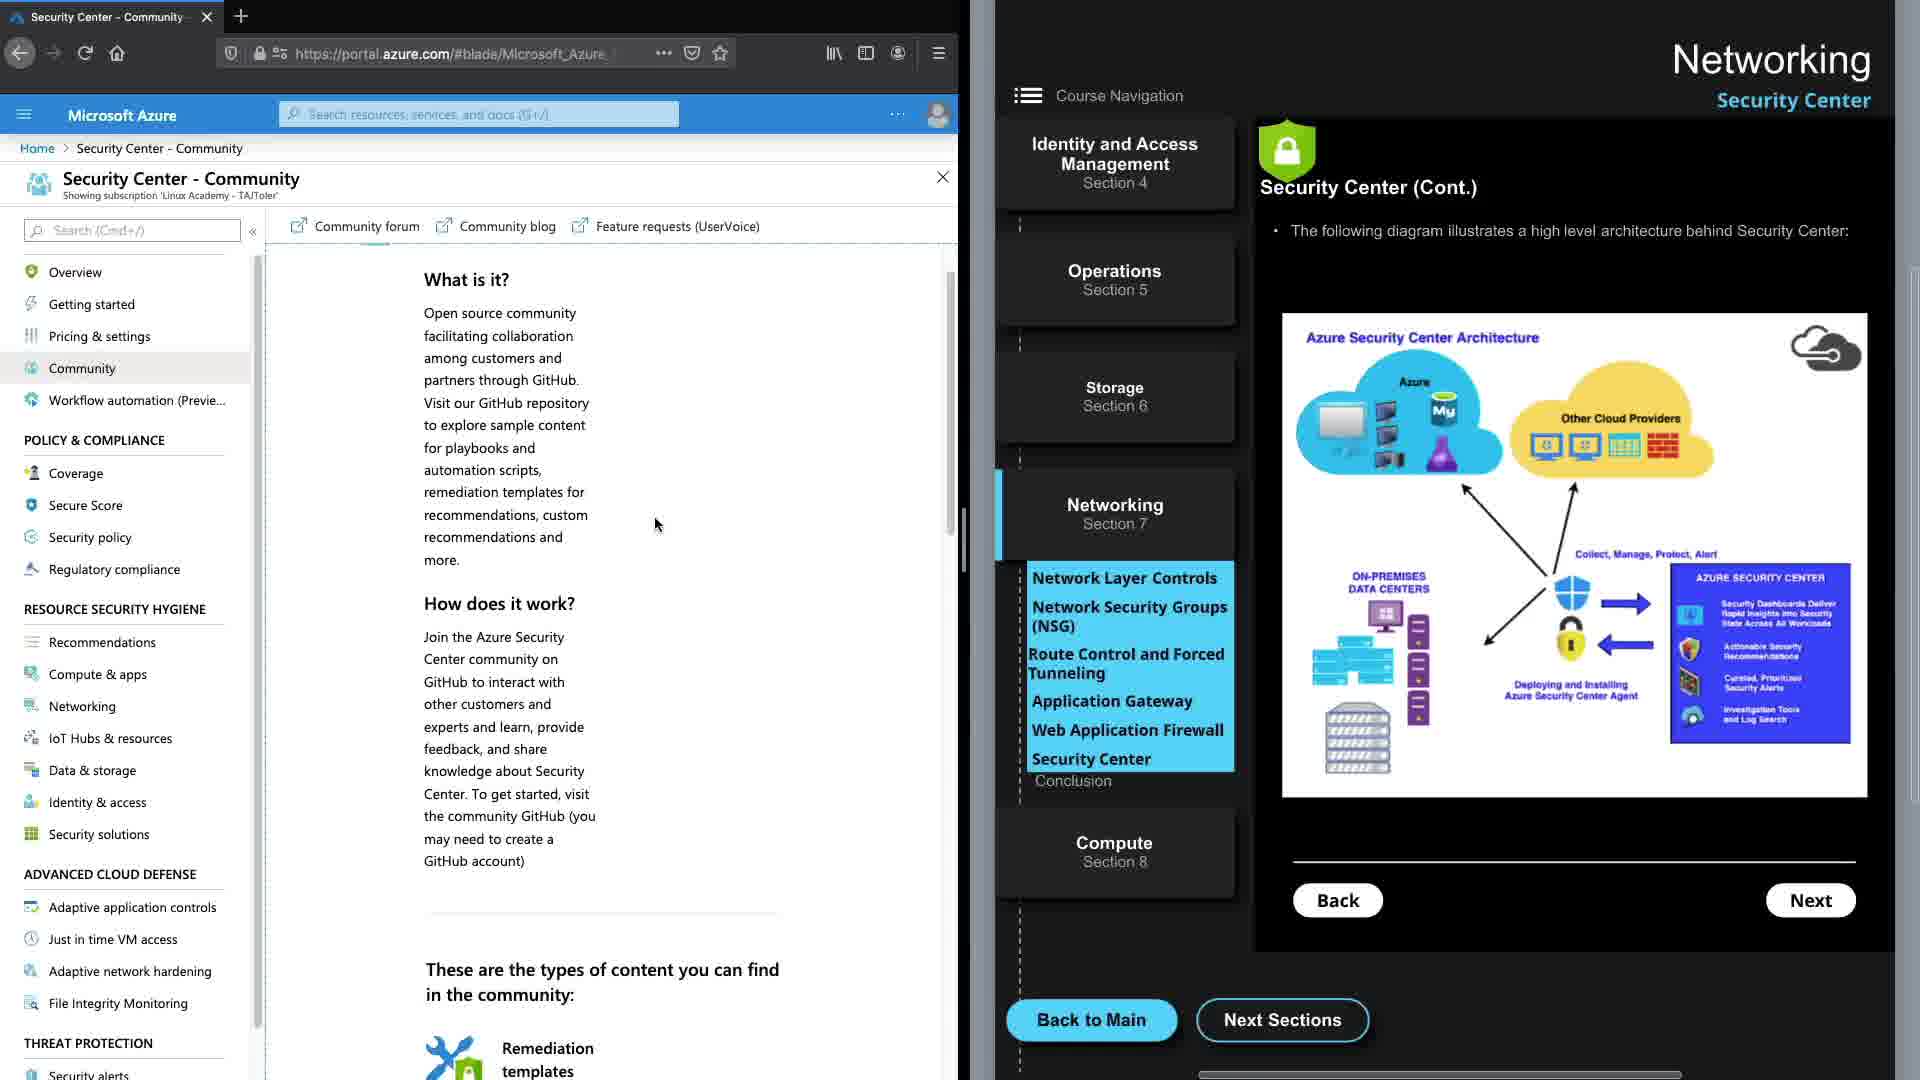 Security Center - Community
https://portal.azure.com/#blade/Microsoft_Azure_
Microsoft Azure
Search resources, services, and docs (G+/)
Home > Security Center - Community
Security Center - Community
Showing subscription 'Linux Academy - TAJToler'
Search (Cmd+/)
Overview
Getting started
Pricing & settings
Community
Workflow automation (Previe...
POLICY & COMPLIANCE
Coverage
Secure Score
Security policy
Regulatory compliance
RESOURCE SECURITY HYGIENE
Recommendations
Compute & apps
Networking
IoT Hubs & resources
Data & storage
Identity & access
Security solutions
ADVANCED CLOUD DEFENSE
Adaptive application controls
Just in time VM access
Adaptive network hardening
File Integrity Monitoring
THREAT PROTECTION
Security alerts
Community forum
Community blog
Feature requests (UserVoice)
What is it?
Open source community
facilitating collaboration
among customers and
partners through GitHub.
Visit our GitHub repository
to explore sample content
for playbooks and
automation scripts,
remediation templates for
recommendations, custom
recommendations and
more.
How does it work?
Join the Azure Security
Center community on
GitHub to interact with
other customers and
experts and learn, provide
feedback, and share
knowledge about Security
Center. To get started, visit
the community GitHub (you
may need to create a
GitHub account)
These are the types of content you can find
in the community:
Remediation
templates
Networking
Security Center
Course Navigation
Identity and Access
Management
Section 4
Operations
Section 5
Storage
Section 6
Networking
Section 7
Network Layer Controls
Network Security Groups
(NSG)
Route Control and Forced
Tunneling
Application Gateway
Web Application Firewall
Security Center
Conclusion
Compute
Section 8
Back to Main
Next Sections
Security Center (Cont.)
• The following diagram illustrates a high level architecture behind Security Center:
Azure Security Center Architecture
Azure
My
Other Cloud Providers
Collect, Manage, Protect, Alert
ON-PREMISES
DATA CENTERS
Deploying and Installing
Azure Security Center Agent
AZURE SECURITY CENTER
Security Dashboards Deliver
Rapid Insights into Security
State Across All Workloads
Actionable Security
Recommendations
Curated, Prioritized
Security Alerts
Investigation Tools
and Log Search
Back
Next